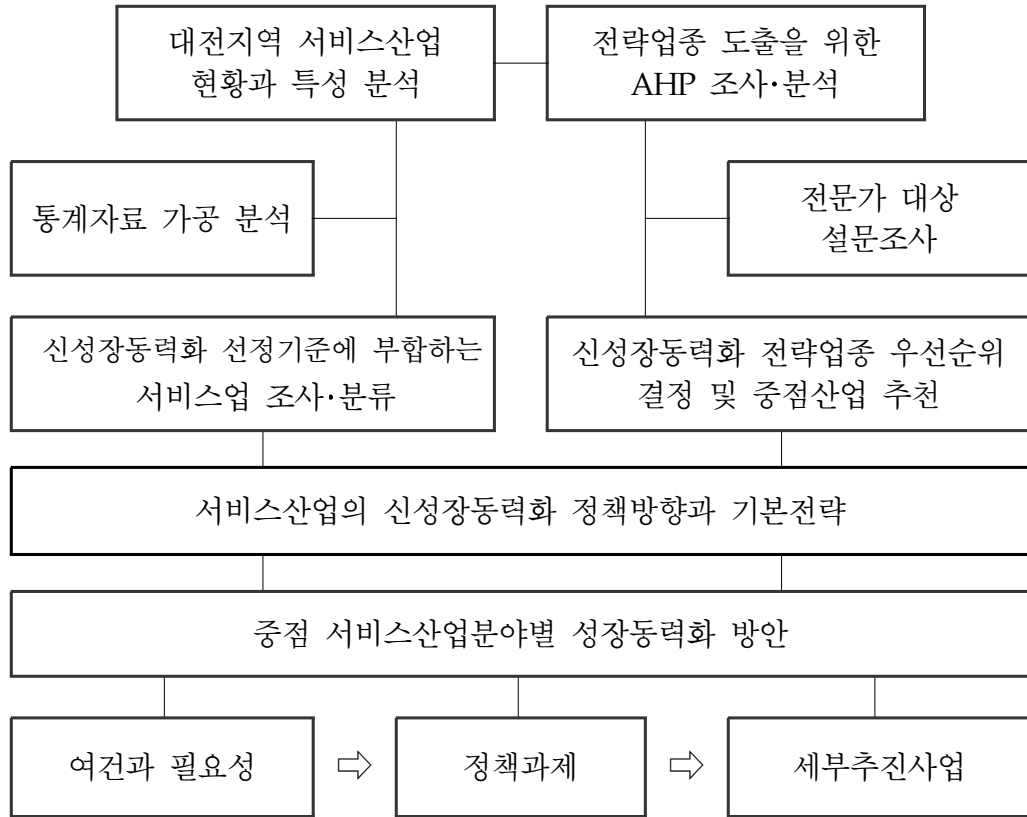 대전지역 서비스산업
현황과 특성 분석
전략업종 도출을 위한
AHP 조사·분석
통계자료 가공 분석
전문가 대상
설문조사
신성장동력화 선정기준에 부합하는
서비스업 조사·분류
신성장동력화 전략업종 우선순위
결정 및 중점산업 추천
서비스산업의 신성장동력화 정책방향과 기본전략
중점 서비스산업분야별 성장동력화 방안
여건과 필요성 ⇨ 정책과제 ⇨ 세부추진사업